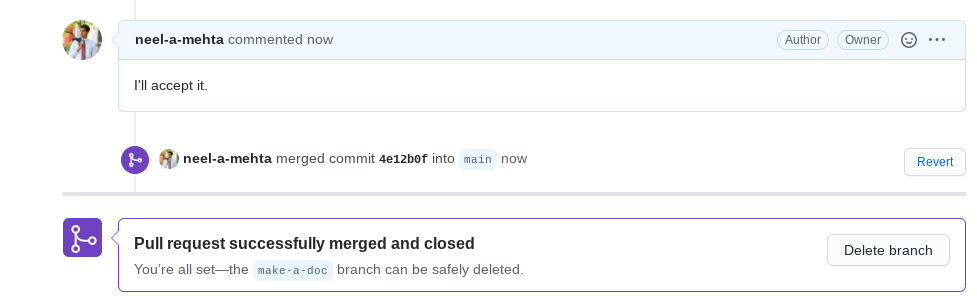 neel-a-mehta commented now
Author
Owner
I'll accept it.
neel-a-mehta merged commit 4e12b0f into main now
Revert
Pull request successfully merged and closed
Delete branch
You’re all set—the make-a-doc branch can be safely deleted.